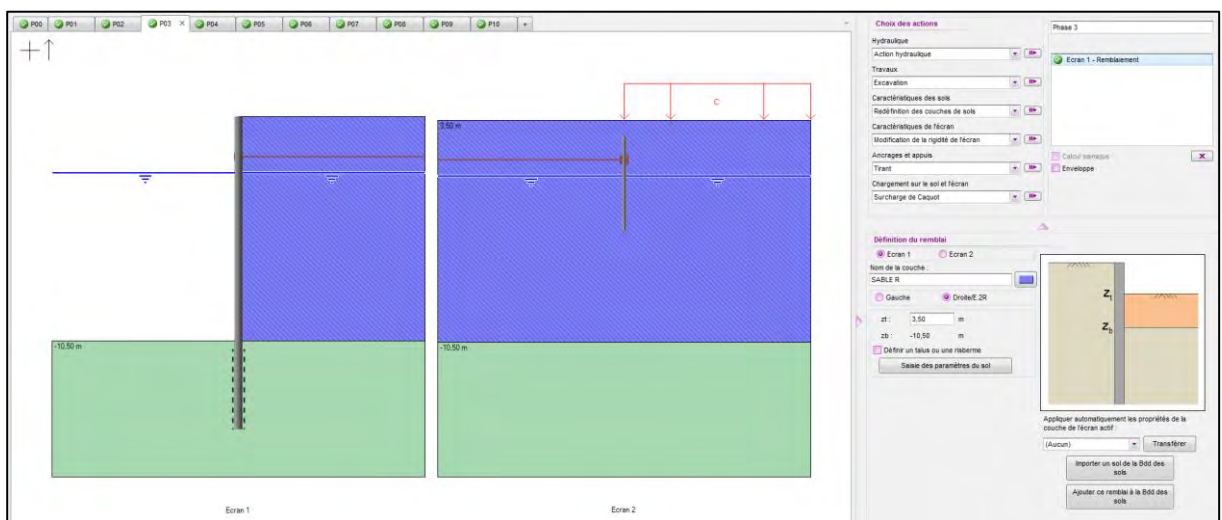 P00 P01 P02 P03 × P04 P05 P06 P07 P08 P09 P10 +
C
3,50 m
-10,50 m
-10,50 m
Ecran 1
Ecran 2
Choix des actions
Hydraulique
Action hydraulique
Travaux
Excavation
Caractéristiques des sols
Redéfinition des couches de sols
Caractéristiques de l'écran
Modification de la rigidité de l'écran
Ancrages et appuis
Tirant
Chargement sur le sol et l'écran
Surcharge de Caquot
Phase 3
Ecran 1 - Remblaiement
Calcul sismique
Enveloppe
Définition du remblai
Ecran 1 Ecran 2
Nom de la couche :
SABLE R
Gauche Droite/E.2R
zt : 3,50 m
zb : -10,50 m
Définir un talus ou une risberme
Saisie des paramètres du sol
Zt
Zb
Appliquer automatiquement les propriétés de la
couche de l'écran actif :
(Aucun) Transférer
Importer un sol de la Bdd des
sols
Ajouter ce remblai à la Bdd des
sols